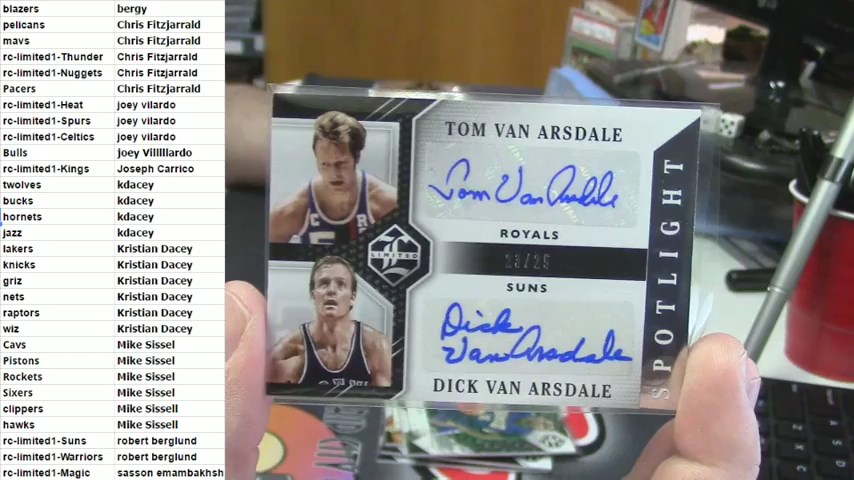 blazers bergy
pelicans Chris Fitzjarrald
mavs Chris Fitzjarrald
rc-limited1-Thunder Chris Fitzjarrald
rc-limited1-Nuggets Chris Fitzjarrald
Pacers Chris Fitzjarrald
rc-limited1-Heat joey vilardo
rc-limited1-Spurs joey vilardo
rc-limited1-Celtics joey vilardo
Bulls joey Villlllardo
rc-limited1-Kings Joseph Carrico
twolves kdacey
bucks kdacey
hornets kdacey
jazz kdacey
lakers Kristian Dacey
knicks Kristian Dacey
griz Kristian Dacey
nets Kristian Dacey
raptors Kristian Dacey
wiz Kristian Dacey
Cavs Mike Sissel
Pistons Mike Sissel
Rockets Mike Sissel
Sixers Mike Sissel
clippers Mike Sissell
hawks Mike Sissell
rc-limited1-Suns robert berglund
rc-limited1-Warriors robert berglund
rc-limited1-Magic sasson emambakhsh
TOM VAN ARSDALE
Tom Van Arsdale
ROYALS
LIMITED
23/25
SUNS
Dick
Van Arsdale
DICK VAN ARSDALE
SPOTLIGHT